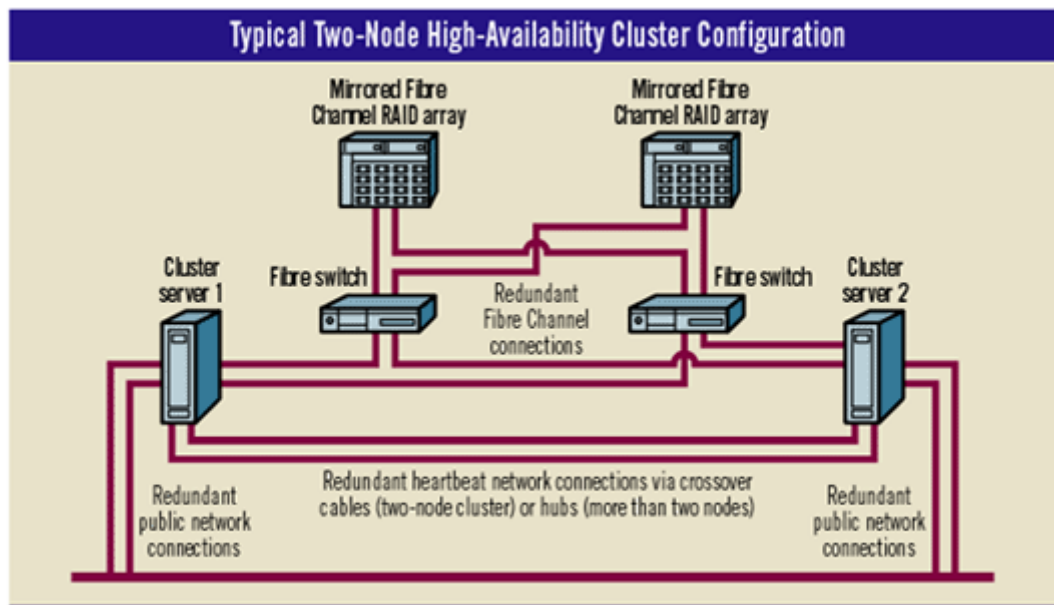 Typical Two-Node High-Availability Cluster Configuration
Mirrored Fibre
Channel RAID array
Mirrored Fibre
Channel RAID array
Cluster
server 1
Fibre switch
Redundant
Fibre Channel
connections
Fibre switch
Cluster
server 2
Redundant heartbeat network connections via crossover
cables (two-node cluster) or hubs (more than two nodes)
Redundant
public network
connections
Redundant
public network
connections